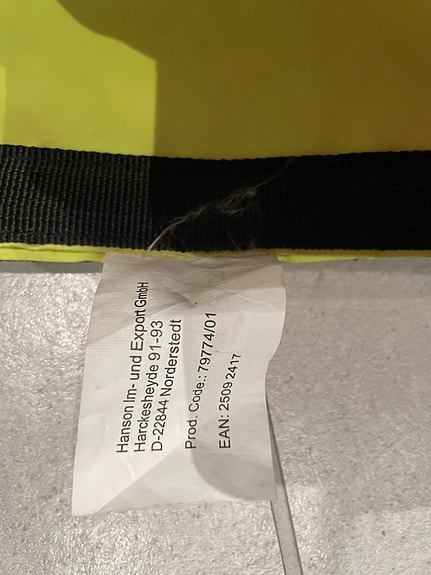 Hanson Im- und Export GmbH
Harckesheyde 91-93
D-22844 Norderstedt
Prod. Code.: 79774/01
EAN: 2509 2417